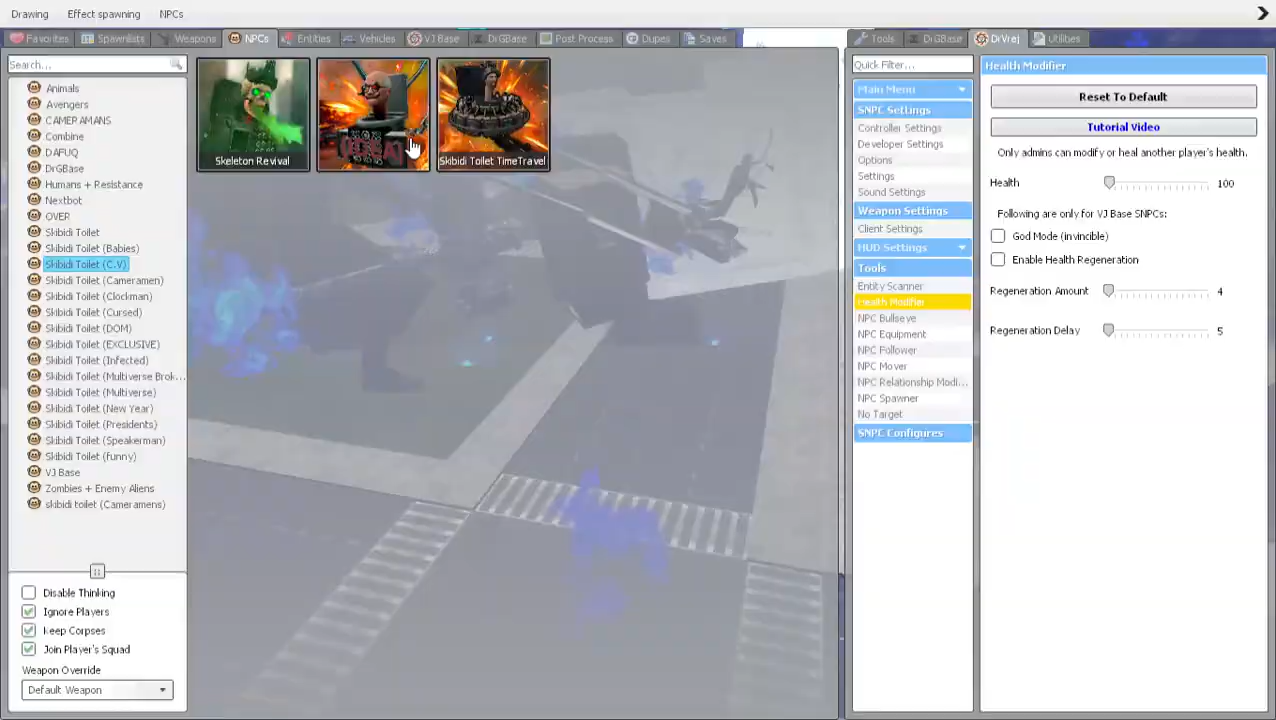 Drawing Effect spawning NPCs
Favorites Spawnlists Weapons NPCs Entities Vehicles VJ Base DrGBase Post Process Dupes Saves
Tools DrGBase DrVrej Utilities
Search...
Animals
Avengers
CAMERAMANS
Combine
DAFUQ
DrGBase
Humans + Resistance
Nextbot
OVER
Skibidi Toilet
Skibidi Toilet (Babies)
Skibidi Toilet (C.V)
Skibidi Toilet (Cameramen)
Skibidi Toilet (Clockman)
Skibidi Toilet (Cursed)
Skibidi Toilet (DOM)
Skibidi Toilet (EXCLUSIVE)
Skibidi Toilet (Infected)
Skibidi Toilet (Multiverse Brok...
Skibidi Toilet (Multiverse)
Skibidi Toilet (New Year)
Skibidi Toilet (Presidents)
Skibidi Toilet (Speakerman)
Skibidi Toilet (funny)
VJ Base
Zombies + Enemy Aliens
skibidi toilet (Cameramens)
Disable Thinking
Ignore Players
Keep Corpses
Join Player's Squad
Weapon Override
Default Weapon
Skeleton Revival
Skibidi Toilet TimeTravel
Quick Filter...
Main Menu
SNPC Settings
Controller Settings
Developer Settings
Options
Settings
Sound Settings
Weapon Settings
Client Settings
HUD Settings
Tools
Entity Scanner
Health Modifier
NPC Bullseye
NPC Equipment
NPC Follower
NPC Mover
NPC Relationship Modi...
NPC Spawner
No Target
SNPC Configures
Health Modifier
Reset To Default
Tutorial Video
Only admins can modify or heal another player's health.
Health 100
Following are only for VJ Base SNPCs:
God Mode (invincible)
Enable Health Regeneration
Regeneration Amount 4
Regeneration Delay 5